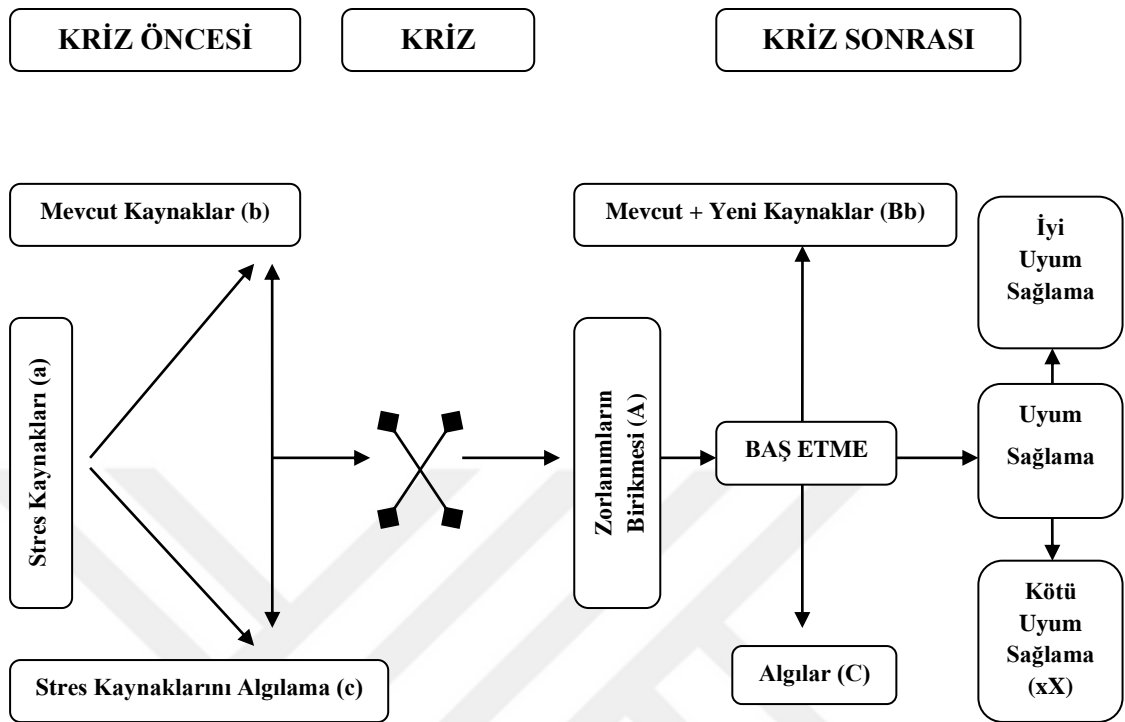 KRİZ ÖNCESİ
KRİZ
KRİZ SONRASI
Mevcut Kaynaklar (b)
Mevcut + Yeni Kaynaklar (Bb)
İyi
Uyum
Sağlama
Stres Kaynakları (a)
Zorlanımların
Birikmesi (A)
BAŞ ETME
Uyum
Sağlama
Stres Kaynaklarını Algılama (c)
Algılar (C)
Kötü
Uyum
Sağlama
(xX)